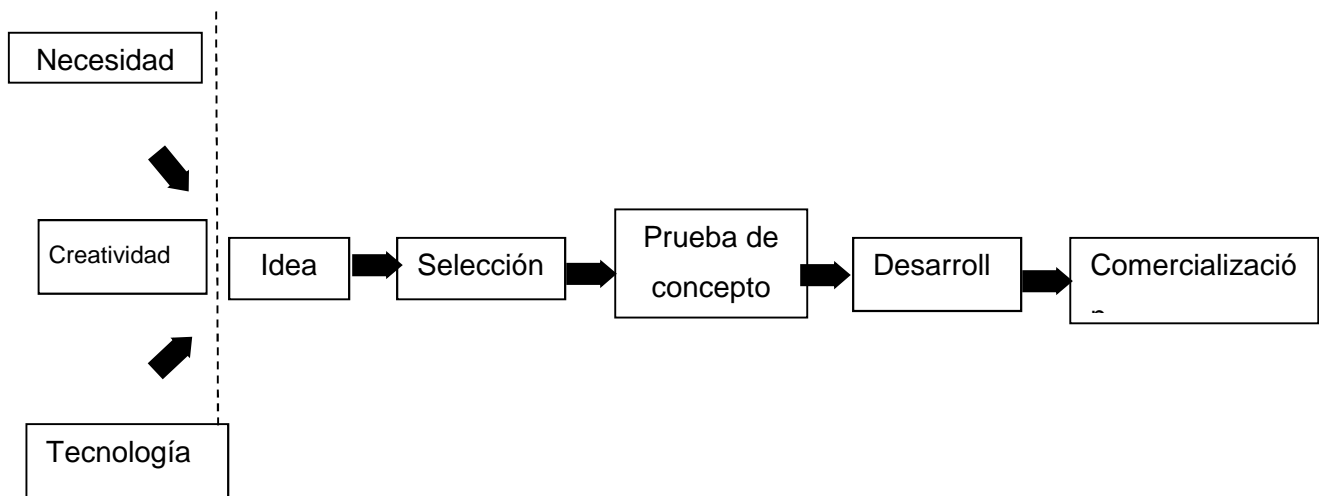 Necesidad
Creatividad
Idea
Selección
Prueba de
concepto
Desarroll
Comercializació
Tecnología